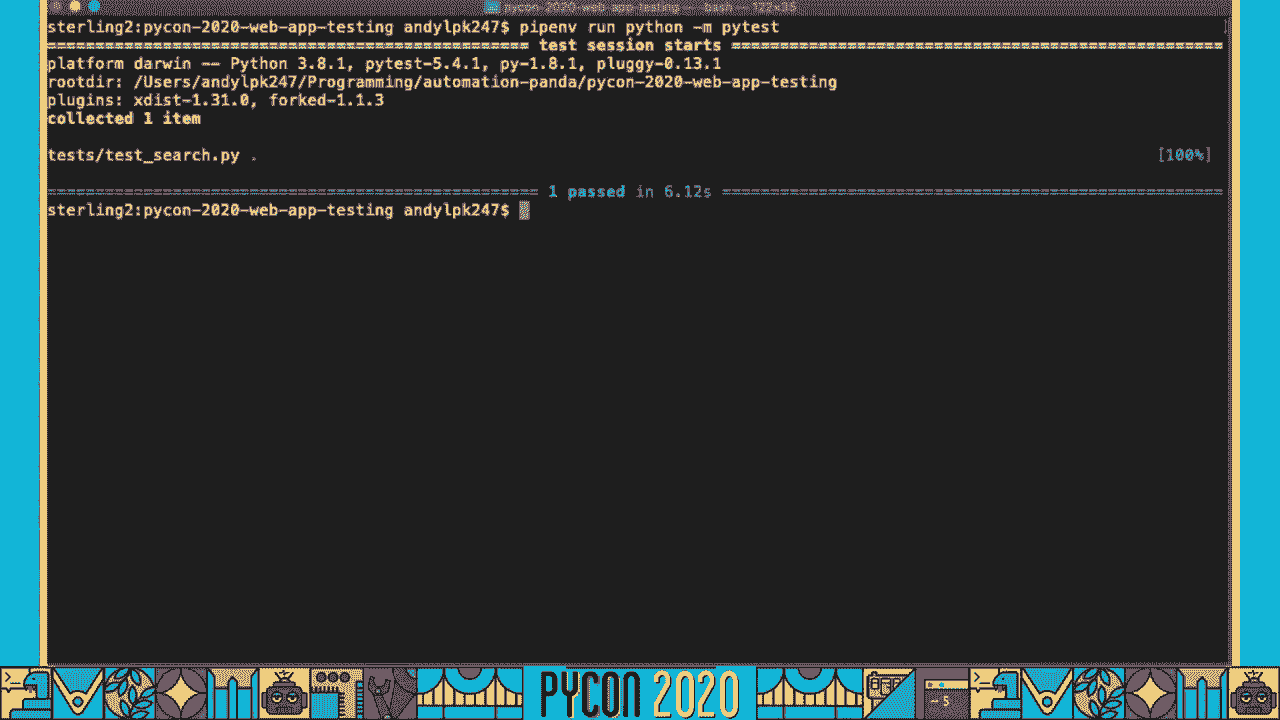 pycon-2020-web-app-testing — -bash — 122×35
sterling2:pycon-2020-web-app-testing andylpk247$ pipenv run python -m pytest
================================================== test session starts ===================================================
platform darwin -- Python 3.8.1, pytest-5.4.1, py-1.8.1, pluggy-0.13.1
rootdir: /Users/andylpk247/Programming/automation-panda/pycon-2020-web-app-testing
plugins: xdist-1.31.0, forked-1.1.3
collected 1 item
tests/test_search.py . [100%]
=================================================== 1 passed in 6.12s ====================================================
sterling2:pycon-2020-web-app-testing andylpk247$
PYCON 2020